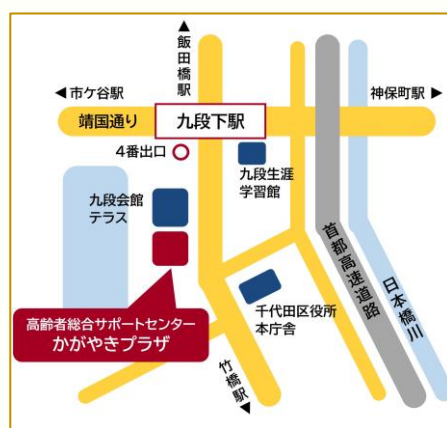 ▲飯田橋駅
◀市ケ谷駅
神保町駅▶
靖国通り
九段下駅
4番出口
九段生涯
学習館
九段会館
テラス
首都高速道路
日本橋川
高齢者総合サポートセンター
かがやきプラザ
千代田区役所
本庁舎
竹橋駅▶